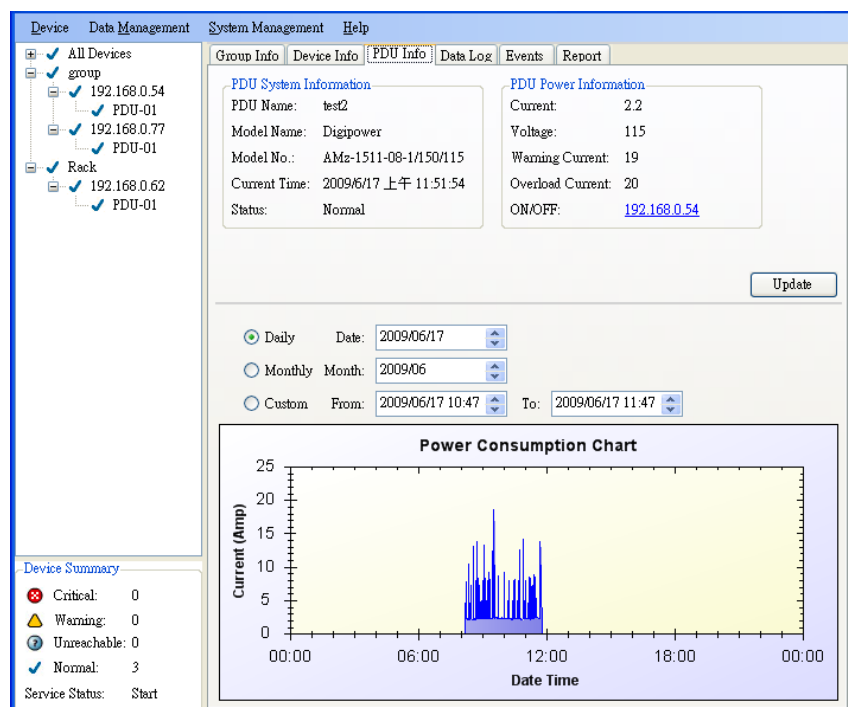 Device Data Management System Management Help
All Devices
group
192.168.0.54
PDU-01
192.168.0.77
PDU-01
Rack
192.168.0.62
PDU-01
Device Summary
Critical: 0
Warning: 0
Unreachable: 0
Normal: 3
Service Status: Start
Group Info Device Info PDU Info Data Log Events Report
PDU System Information
PDU Name: test2
Model Name: Digipower
Model No.: AMz-1511-08-1/150/115
Current Time: 2009/6/17 上午 11:51:54
Status: Normal
PDU Power Information
Current: 2.2
Voltage: 115
Warning Current: 19
Overload Current: 20
ON/OFF: 192.168.0.54
Update
Daily Date: 2009/06/17
Monthly Month: 2009/06
Custom From: 2009/06/17 10:47 To: 2009/06/17 11:47
Power Consumption Chart
Current (Amp)
25
20
15
10
5
0
00:00 06:00 12:00 18:00 00:00
Date Time